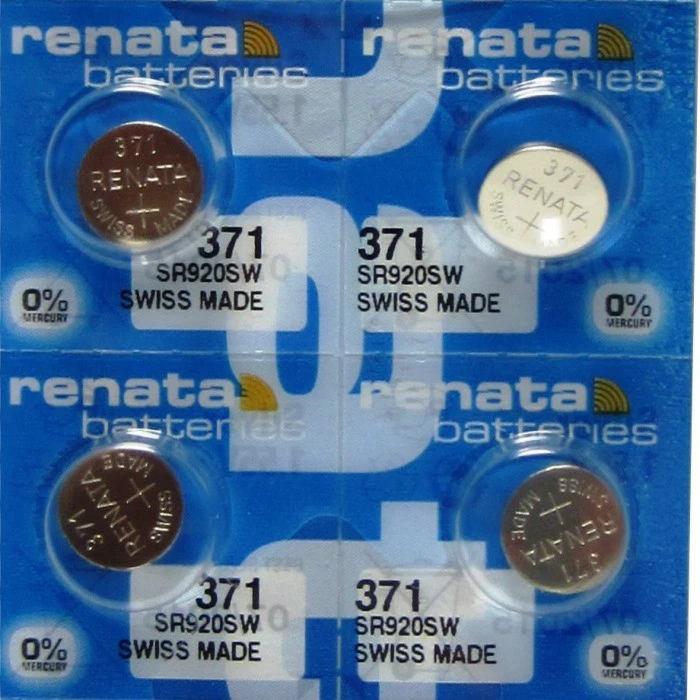 renata
batteries
371
RENATA
SWISS MADE
+
371
SR920SW
SWISS MADE
0%
MERCURY
renata
batteries
371
RENATA
SWISS
+
371
SR920SW
SWISS MADE
0%
MERCURY
renata
batteries
371
RENATA
SWISS MADE
+
371
SR920SW
SWISS MADE
0%
MERCURY
renata
batteries
371
RENATA
SWISS MADE
+
371
SR920SW
SWISS MADE
0%
MERCURY